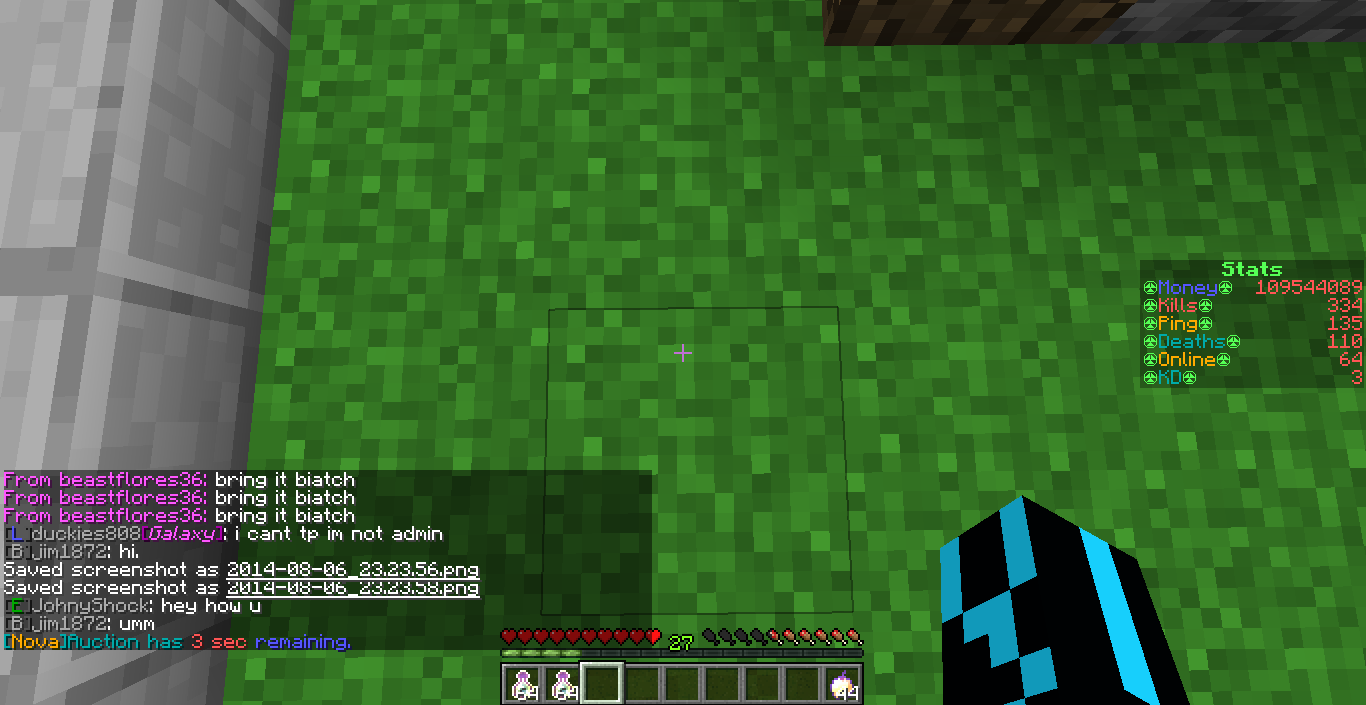 Stats
Money 109544089
Kills 334
Ping 135
Deaths 110
Online 64
KD 3
From beastflores36: bring it biatch
From beastflores36: bring it biatch
From beastflores36: bring it biatch
[L]duckies808[Galaxy]: i cant tp im not admin
[B]jim1872: hi.
Saved screenshot as 2014-08-06_23.23.56.png
Saved screenshot as 2014-08-06_23.23.58.png
[E]JohnyShock: hey how u
[B]jim1872: umm
[Nova]Auction has 3 sec remaining.
27
64 64